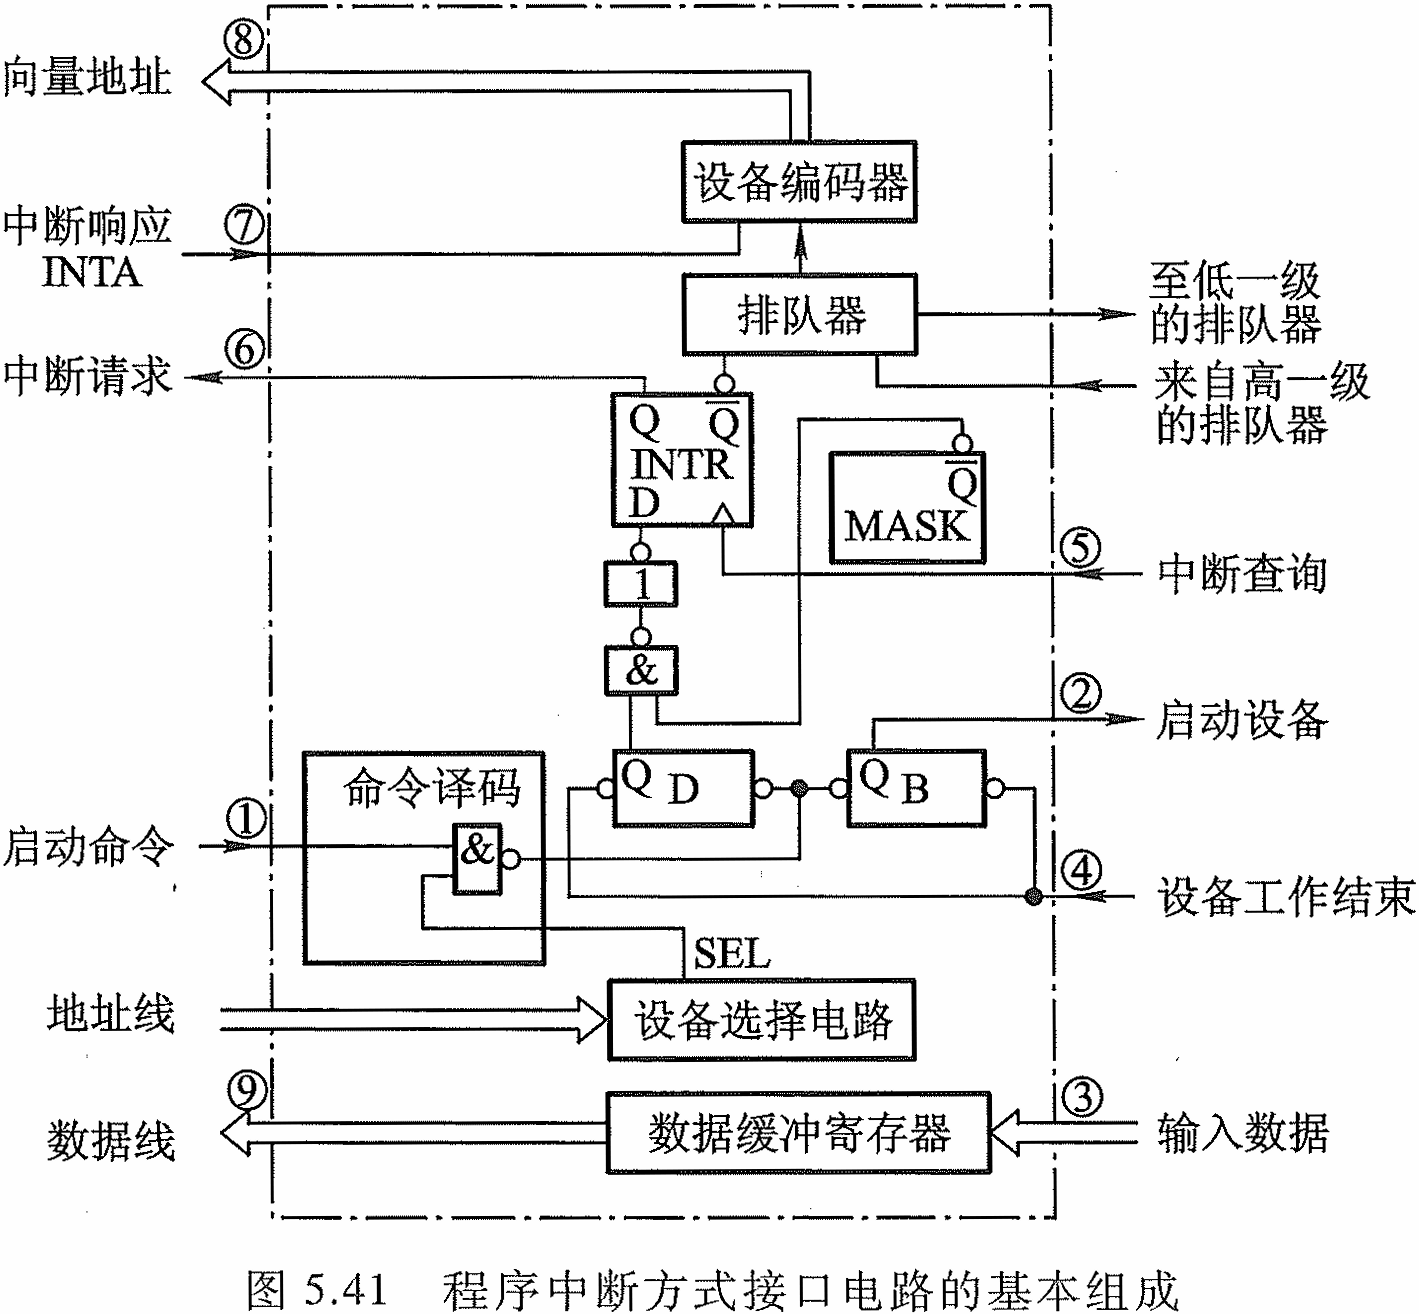 ⑧
向量地址
设备编码器
中断响应
INTA
⑦
排队器
至低一级
的排队器
中断请求
⑥
来自高一级
的排队器
Q Q̅
INTR
D
Q̅
MASK
1
⑤
中断查询
&
②
启动设备
命令译码
Q D
Q B
启动命令
①
&
④
设备工作结束
SEL
地址线
设备选择电路
⑨
数据线
数据缓冲寄存器
③
输入数据
图 5.41 程序中断方式接口电路的基本组成